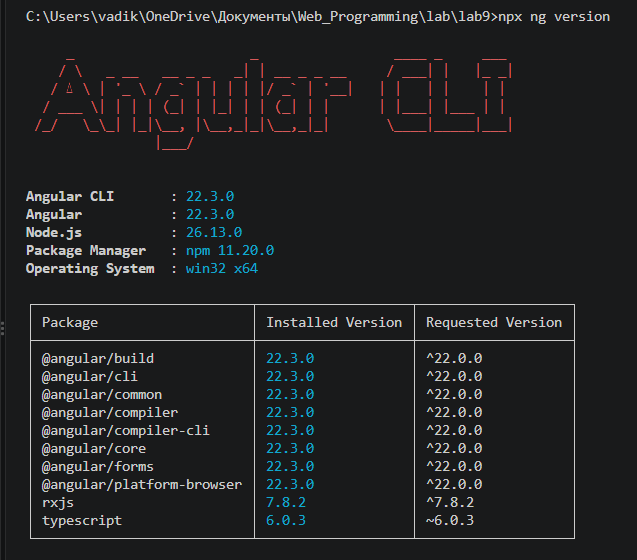 C:\Users\vadik\OneDrive\Документы\Web_Programming\lab\lab9>npx ng version
Angular CLI
Angular CLI : 22.3.0
Angular : 22.3.0
Node.js : 26.13.0
Package Manager : npm 11.20.0
Operating System : win32 x64
Package Installed Version Requested Version
@angular/build 22.3.0 ^22.0.0
@angular/cli 22.3.0 ^22.0.0
@angular/common 22.3.0 ^22.0.0
@angular/compiler 22.3.0 ^22.0.0
@angular/compiler-cli 22.3.0 ^22.0.0
@angular/core 22.3.0 ^22.0.0
@angular/forms 22.3.0 ^22.0.0
@angular/platform-browser 22.3.0 ^22.0.0
rxjs 7.8.2 ^7.8.2
typescript 6.0.3 ~6.0.3